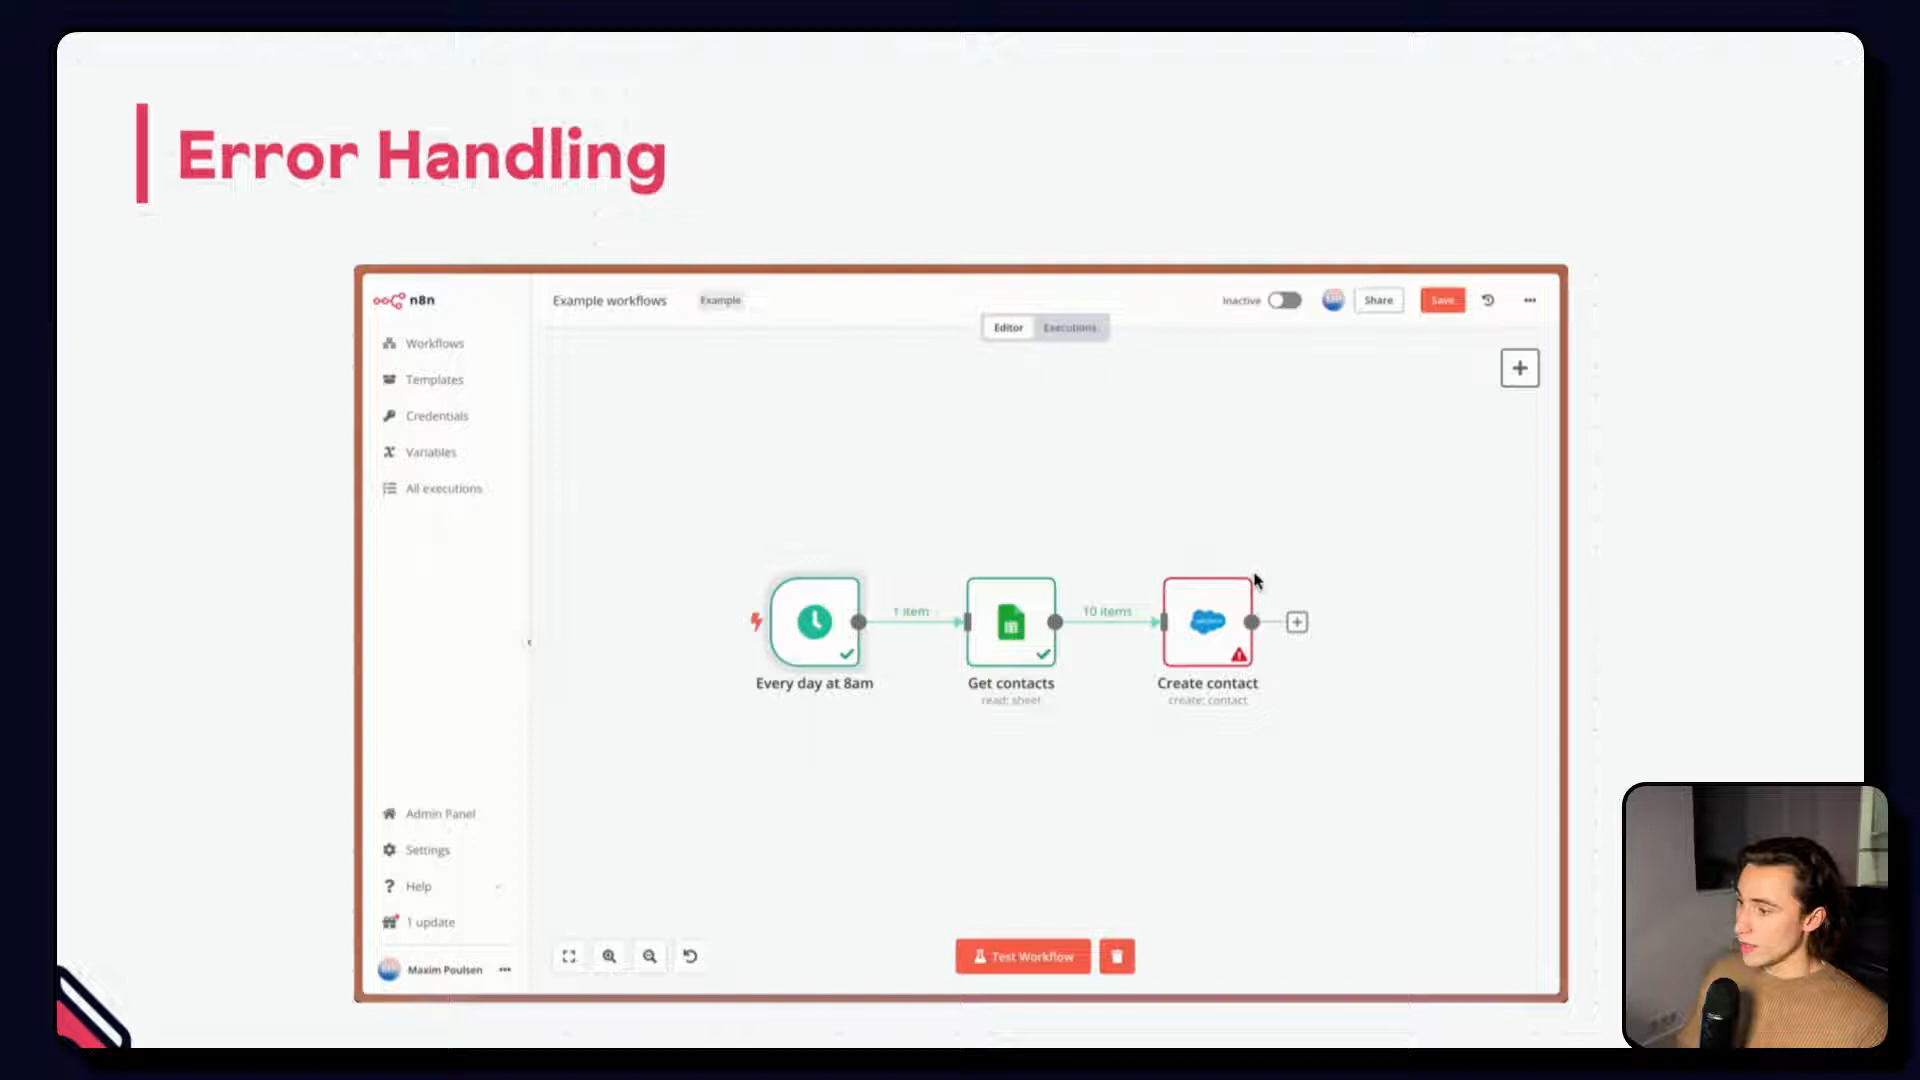 Error Handling
n8n
Example workflows
Example
Inactive
Share
Save
Editor
Executions
Workflows
Templates
Credentials
Variables
All executions
1 item
10 items
salesforce
Every day at 8am
Get contacts
Create contact
read: sheet
create: contact
Admin Panel
Settings
Help
1 update
Maxim Poulsen
Test Workflow